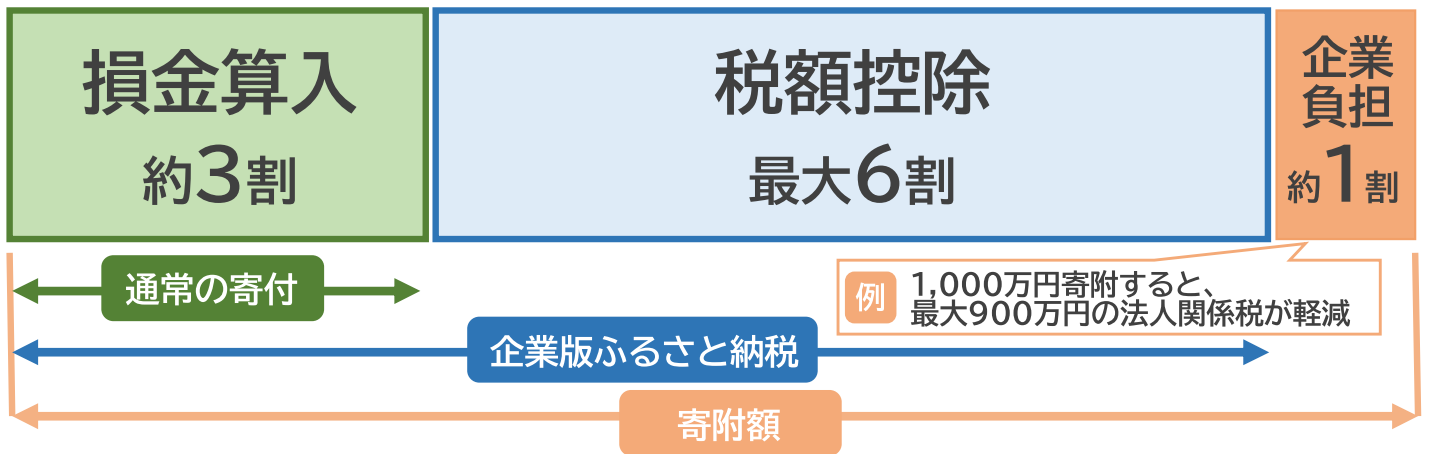 損金算入
約3割
税額控除
最大6割
企業
負担
約1割
通常の寄付
例
1,000万円寄附すると、
最大900万円の法人関係税が軽減
企業版ふるさと納税
寄附額